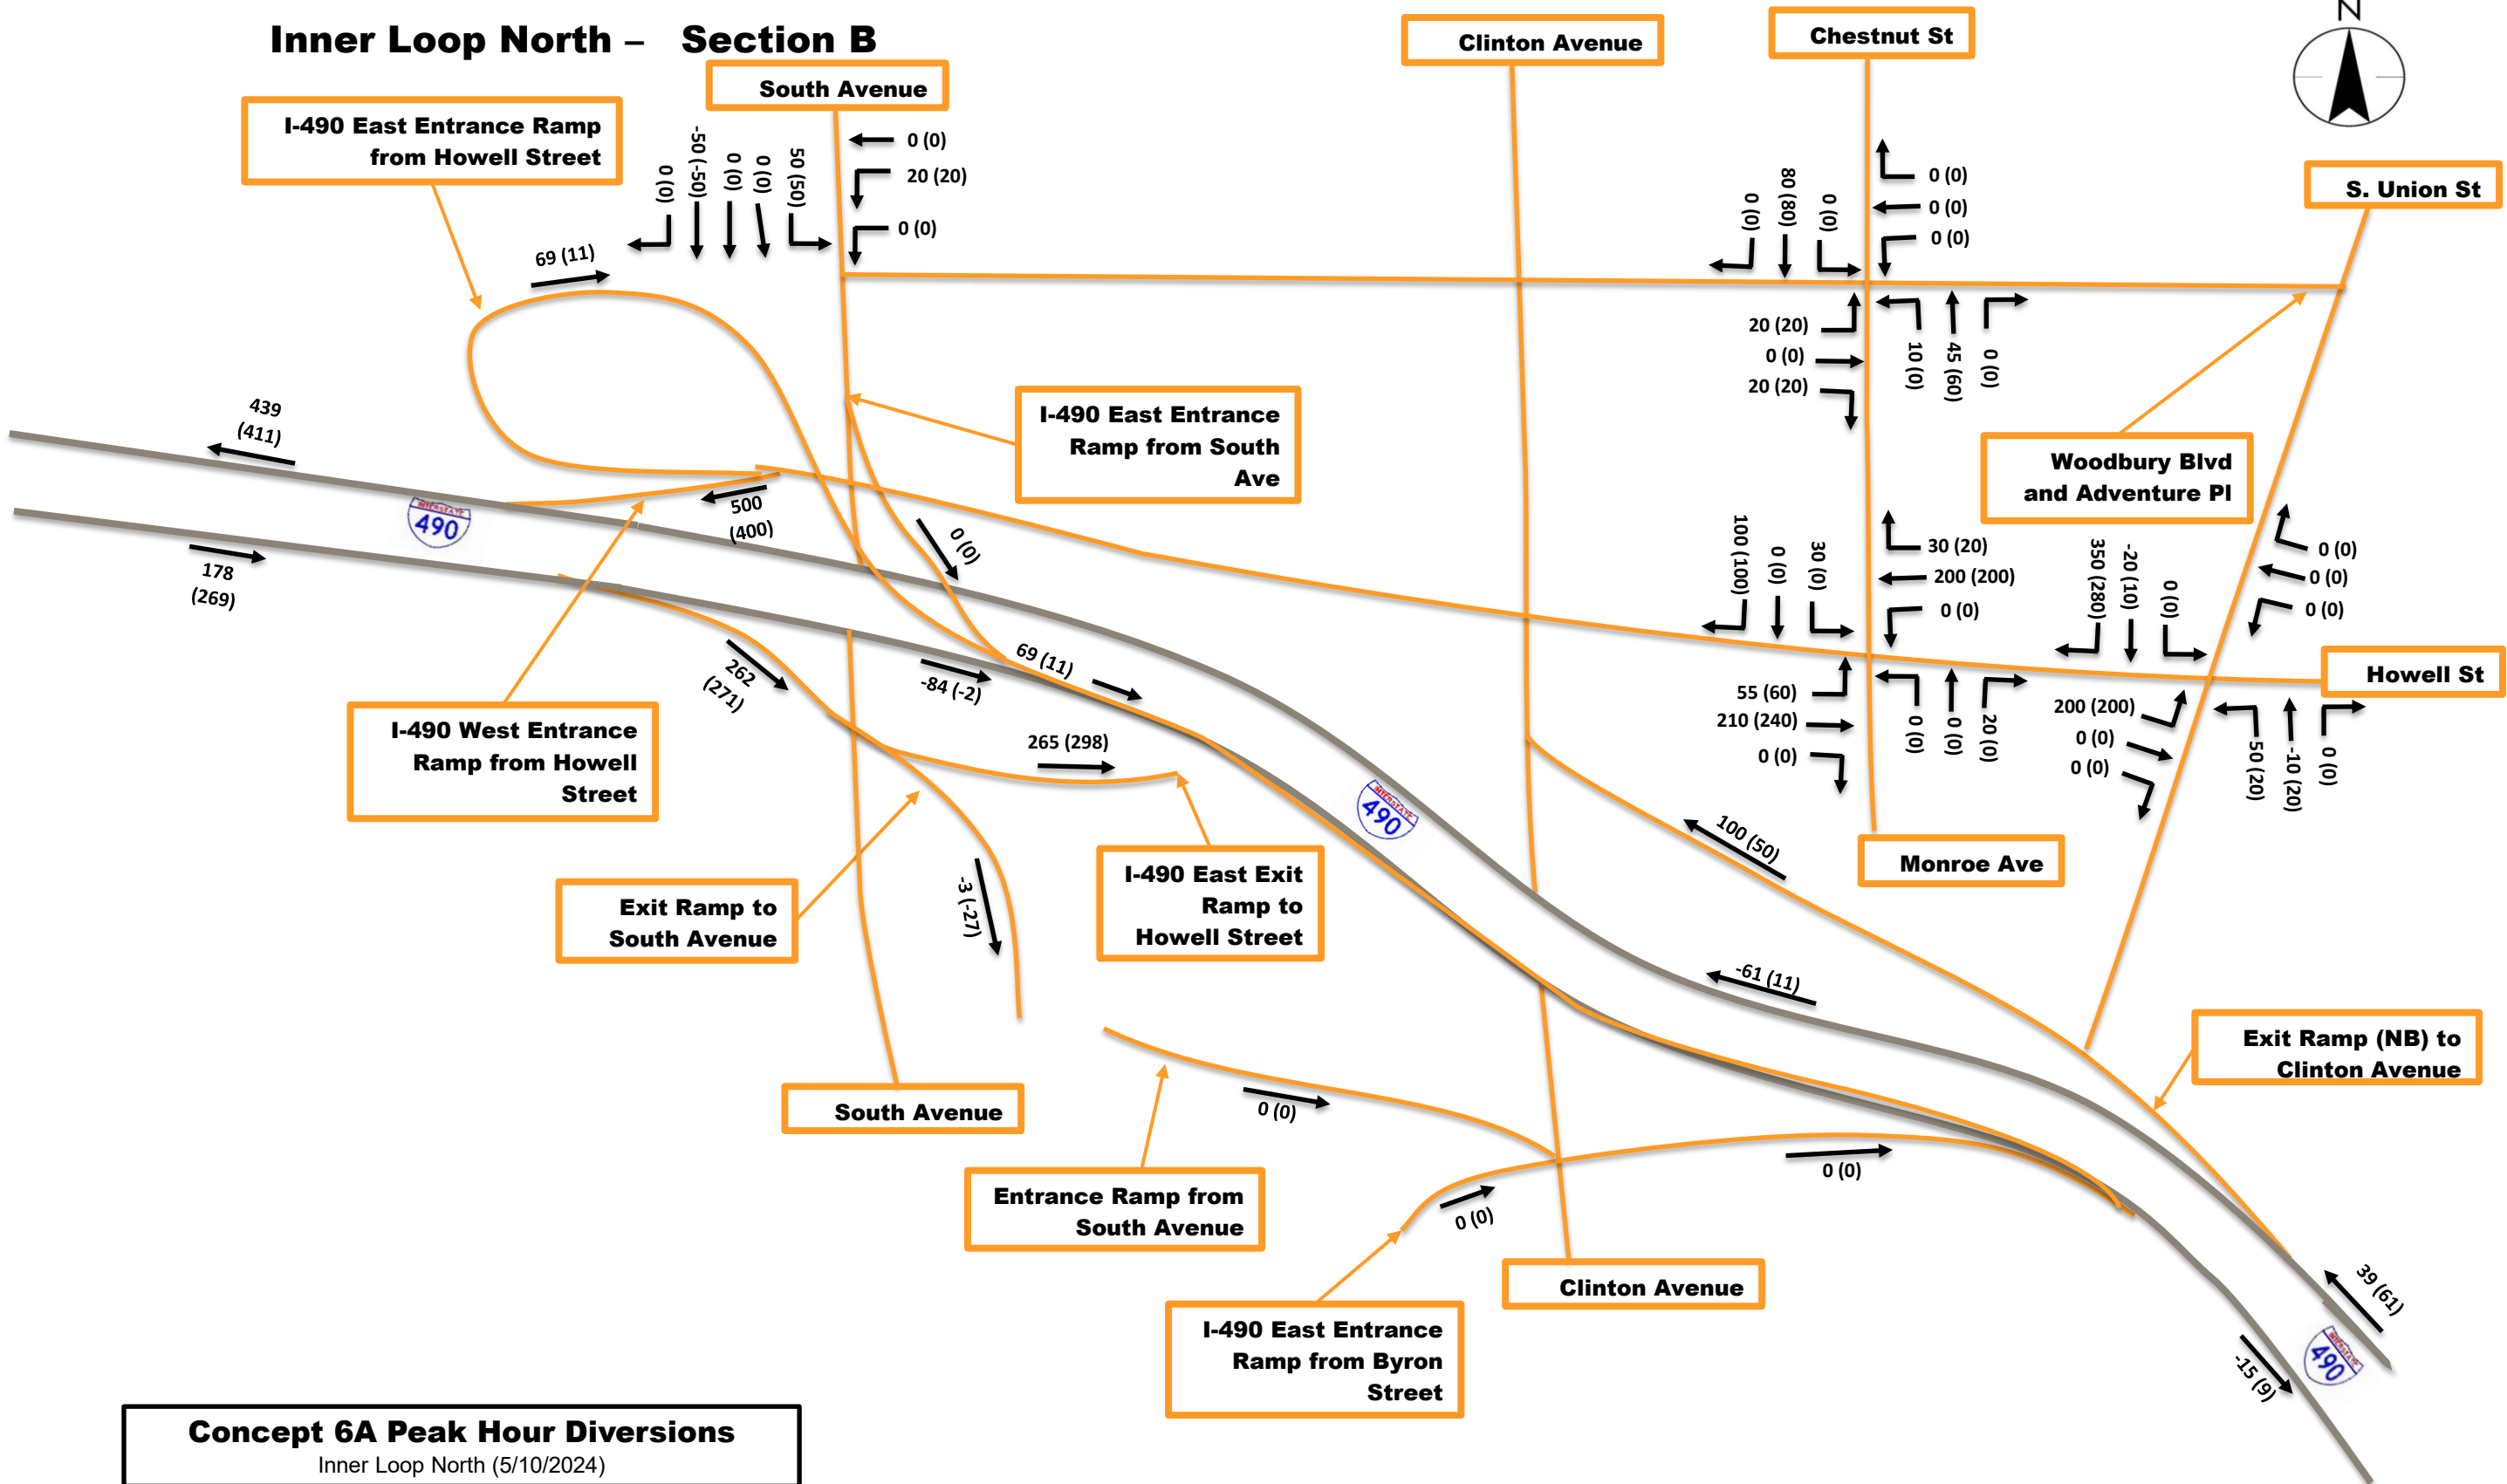 Inner Loop North – Section B
N
Clinton Avenue
Chestnut St
South Avenue
I-490 East Entrance Ramp
from Howell Street
S. Union St
0 (0)
-50 (-50)
0 (0)
0 (0)
50 (50)
0 (0)
20 (20)
0 (0)
0 (0)
80 (80)
0 (0)
0 (0)
0 (0)
0 (0)
69 (11)
20 (20)
0 (0)
20 (20)
10 (0)
45 (60)
0 (0)
I-490 East Entrance
Ramp from South
Ave
Woodbury Blvd
and Adventure Pl
439
(411)
INTERSTATE
490
500
(400)
0 (0)
178
(269)
100 (100)
0 (0)
30 (0)
30 (20)
200 (200)
0 (0)
350 (280)
-20 (10)
0 (0)
0 (0)
0 (0)
0 (0)
Howell St
262
(271)
-84 (-2)
69 (11)
55 (60)
210 (240)
0 (0)
0 (0)
0 (0)
20 (0)
200 (200)
0 (0)
0 (0)
50 (20)
-10 (20)
0 (0)
I-490 West Entrance
Ramp from Howell
Street
265 (298)
INTERSTATE
490
100 (50)
Monroe Ave
Exit Ramp to
South Avenue
-3 (-27)
I-490 East Exit
Ramp to
Howell Street
-61 (11)
Exit Ramp (NB) to
Clinton Avenue
South Avenue
0 (0)
0 (0)
Entrance Ramp from
South Avenue
0 (0)
Clinton Avenue
39 (61)
I-490 East Entrance
Ramp from Byron
Street
INTERSTATE
490
-15 (9)
Concept 6A Peak Hour Diversions
Inner Loop North (5/10/2024)